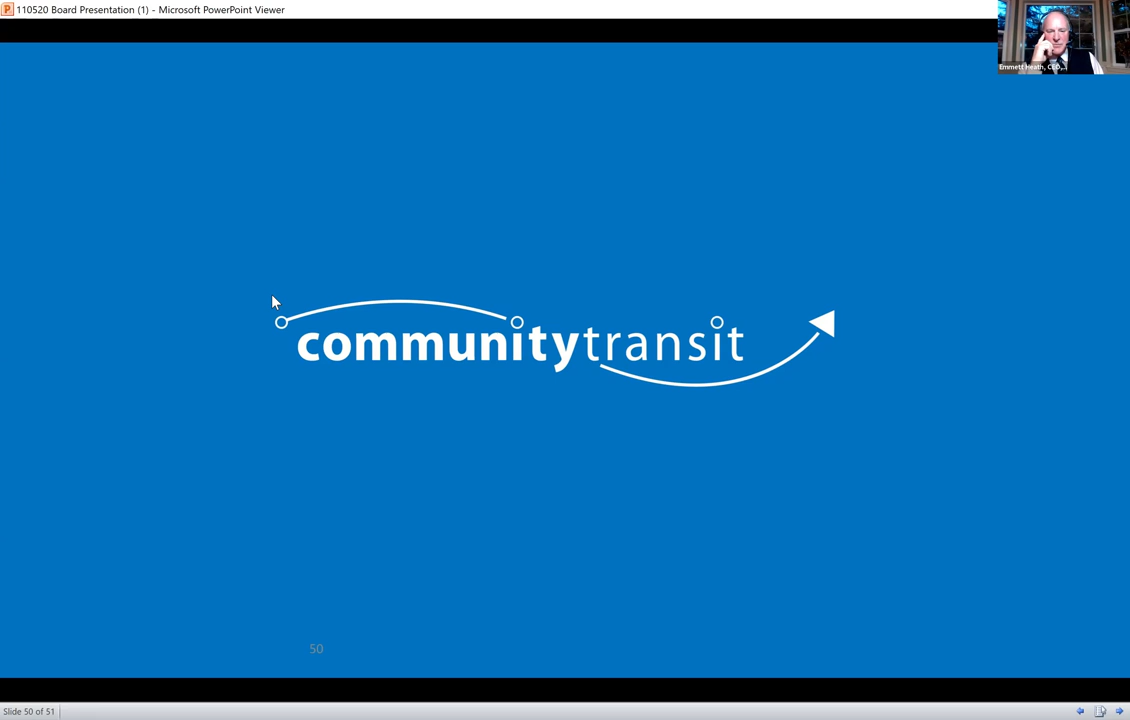 110520 Board Presentation (1) - Microsoft PowerPoint Viewer
Emmett Heath, CEO,...
communitytransit
50
Slide 50 of 51